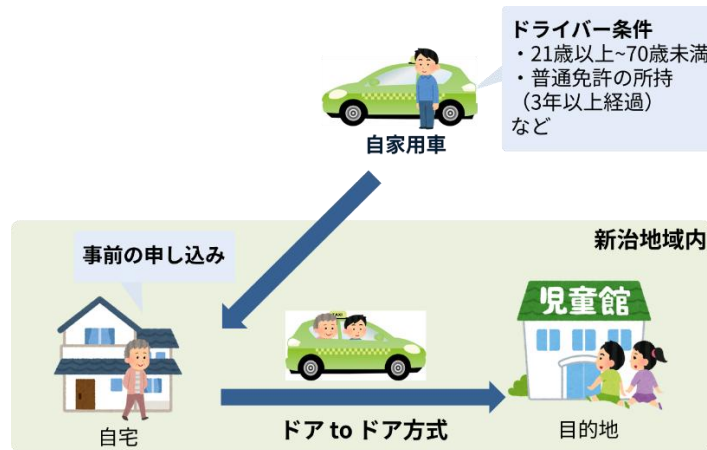 ドライバー条件
・21歳以上~70歳未満
・普通免許の所持
（3年以上経過）
など
自家用車
新治地域内
事前の申し込み
児童館
TAXI
自宅
ドア to ドア方式
目的地